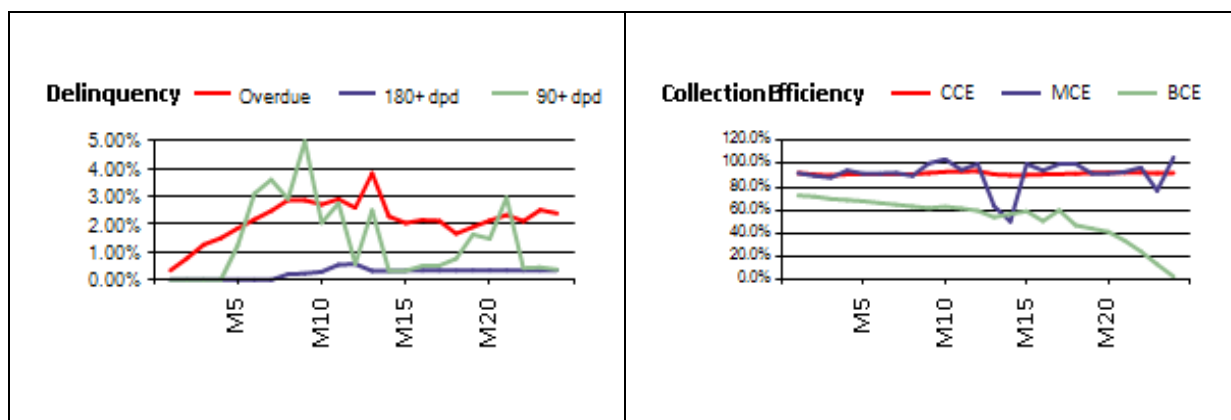 Delinquency Overdue 180+ dpd 90+ dpd
5.00%
4.00%
3.00%
2.00%
1.00%
0.00%
M5
M10
M15
M20
Collection Efficiency CCE MCE BCE
120.0%
100.0%
80.0%
60.0%
40.0%
20.0%
0.0%
M5
M10
M15
M20